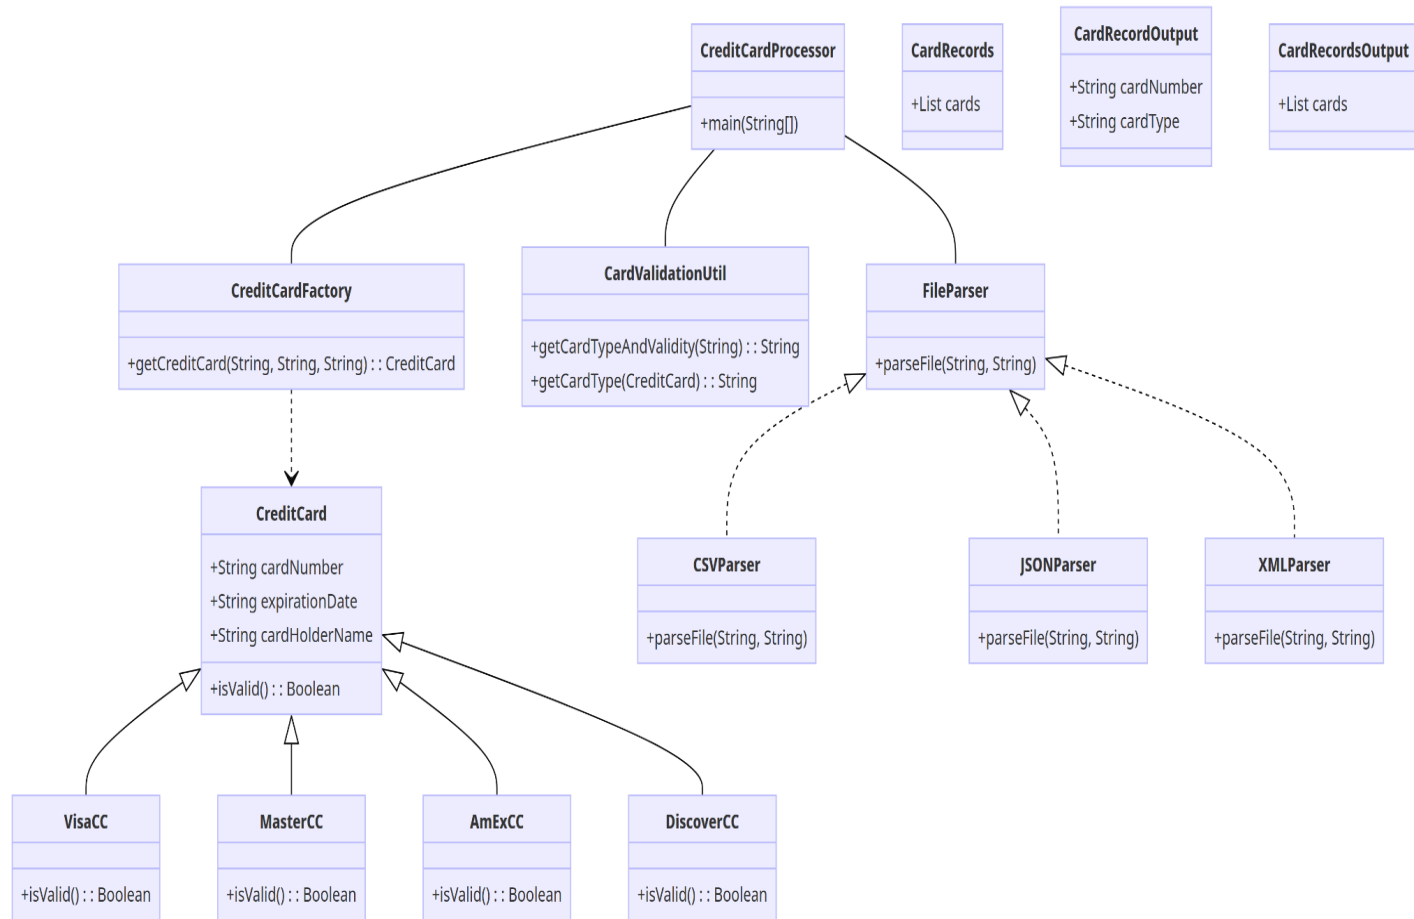 CreditCardProcessor
+main(String[])
CardRecords
+List cards
CardRecordOutput
+String cardNumber
+String cardType
CardRecordsOutput
+List cards
CreditCardFactory
+getCreditCard(String, String, String) : : CreditCard
CardValidationUtil
+getCardTypeAndValidity(String) : : String
+getCardType(CreditCard) : : String
FileParser
+parseFile(String, String)
CreditCard
+String cardNumber
+String expirationDate
+String cardHolderName
+isValid() : : Boolean
CSVParser
+parseFile(String, String)
JSONParser
+parseFile(String, String)
XMLParser
+parseFile(String, String)
VisaCC
+isValid() : : Boolean
MasterCC
+isValid() : : Boolean
AmExCC
+isValid() : : Boolean
DiscoverCC
+isValid() : : Boolean